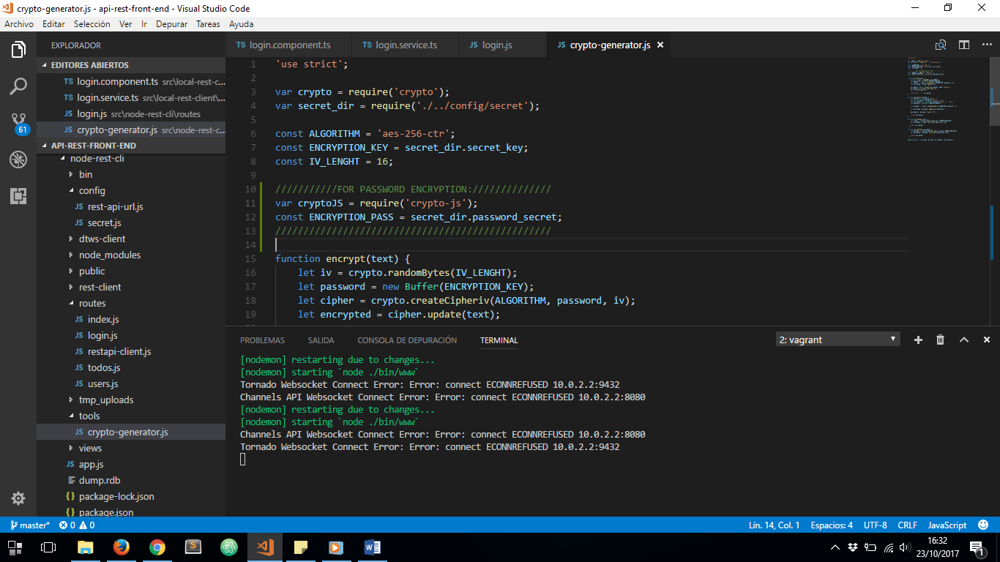 crypto-generator.js - api-rest-front-end - Visual Studio Code
Archivo Editar Selección Ver Ir Depurar Tareas Ayuda
EXPLORADOR
EDITORES ABIERTOS
TS login.component.ts src\local-rest-c...
TS login.service.ts src\local-rest-client\...
JS login.js src\node-rest-cli\routes
JS crypto-generator.js src\node-rest-c...
61
API-REST-FRONT-END
node-rest-cli
bin
config
JS rest-api-url.js
JS secret.js
dtws-client
node_modules
public
rest-client
routes
JS index.js
JS login.js
JS restapi-client.js
JS todos.js
JS users.js
tmp_uploads
tools
JS crypto-generator.js
views
JS app.js
dump.rdb
{} package-lock.json
{} package.json
TS login.component.ts TS login.service.ts JS login.js JS crypto-generator.js
1 'use strict';
2
3 var crypto = require('crypto');
4 var secret_dir = require('./../config/secret');
5
6 const ALGORITHM = 'aes-256-ctr';
7 const ENCRYPTION_KEY = secret_dir.secret_key;
8 const IV_LENGHT = 16;
9
10 ///////////FOR PASSWORD ENCRYPTION://////////////
11 var cryptoJS = require('crypto-js');
12 const ENCRYPTION_PASS = secret_dir.password_secret;
13 /////////////////////////////////////////////////
14
15 function encrypt(text) {
16 let iv = crypto.randomBytes(IV_LENGHT);
17 let password = new Buffer(ENCRYPTION_KEY);
18 let cipher = crypto.createCipheriv(ALGORITHM, password, iv);
19 let encrypted = cipher.update(text);
PROBLEMAS SALIDA CONSOLA DE DEPURACIÓN TERMINAL 2: vagrant
[nodemon] restarting due to changes...
[nodemon] starting `node ./bin/www`
Tornado Websocket Connect Error: Error: connect ECONNREFUSED 10.0.2.2:9432
Channels API Websocket Connect Error: Error: connect ECONNREFUSED 10.0.2.2:8080
[nodemon] restarting due to changes...
[nodemon] starting `node ./bin/www`
Channels API Websocket Connect Error: Error: connect ECONNREFUSED 10.0.2.2:8080
Tornado Websocket Connect Error: Error: connect ECONNREFUSED 10.0.2.2:9432
master* 0 0 Lín. 14, Col. 1 Espacios: 4 UTF-8 CRLF JavaScript
16:32
23/10/2017
1